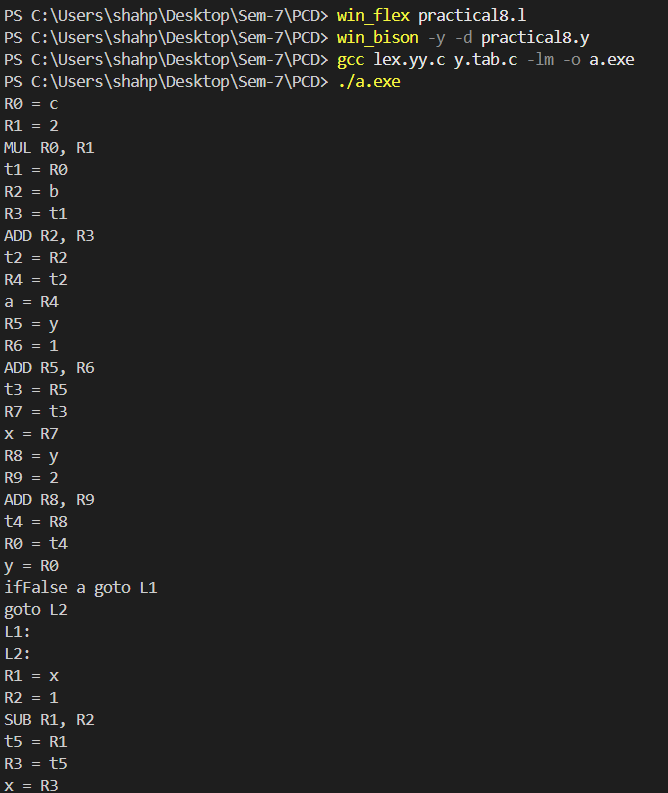 PS C:\Users\shahp\Desktop\Sem-7\PCD> win_flex practical8.l
PS C:\Users\shahp\Desktop\Sem-7\PCD> win_bison -y -d practical8.y
PS C:\Users\shahp\Desktop\Sem-7\PCD> gcc lex.yy.c y.tab.c -lm -o a.exe
PS C:\Users\shahp\Desktop\Sem-7\PCD> ./a.exe
R0 = c
R1 = 2
MUL R0, R1
t1 = R0
R2 = b
R3 = t1
ADD R2, R3
t2 = R2
R4 = t2
a = R4
R5 = y
R6 = 1
ADD R5, R6
t3 = R5
R7 = t3
x = R7
R8 = y
R9 = 2
ADD R8, R9
t4 = R8
R0 = t4
y = R0
ifFalse a goto L1
goto L2
L1:
L2:
R1 = x
R2 = 1
SUB R1, R2
t5 = R1
R3 = t5
x = R3